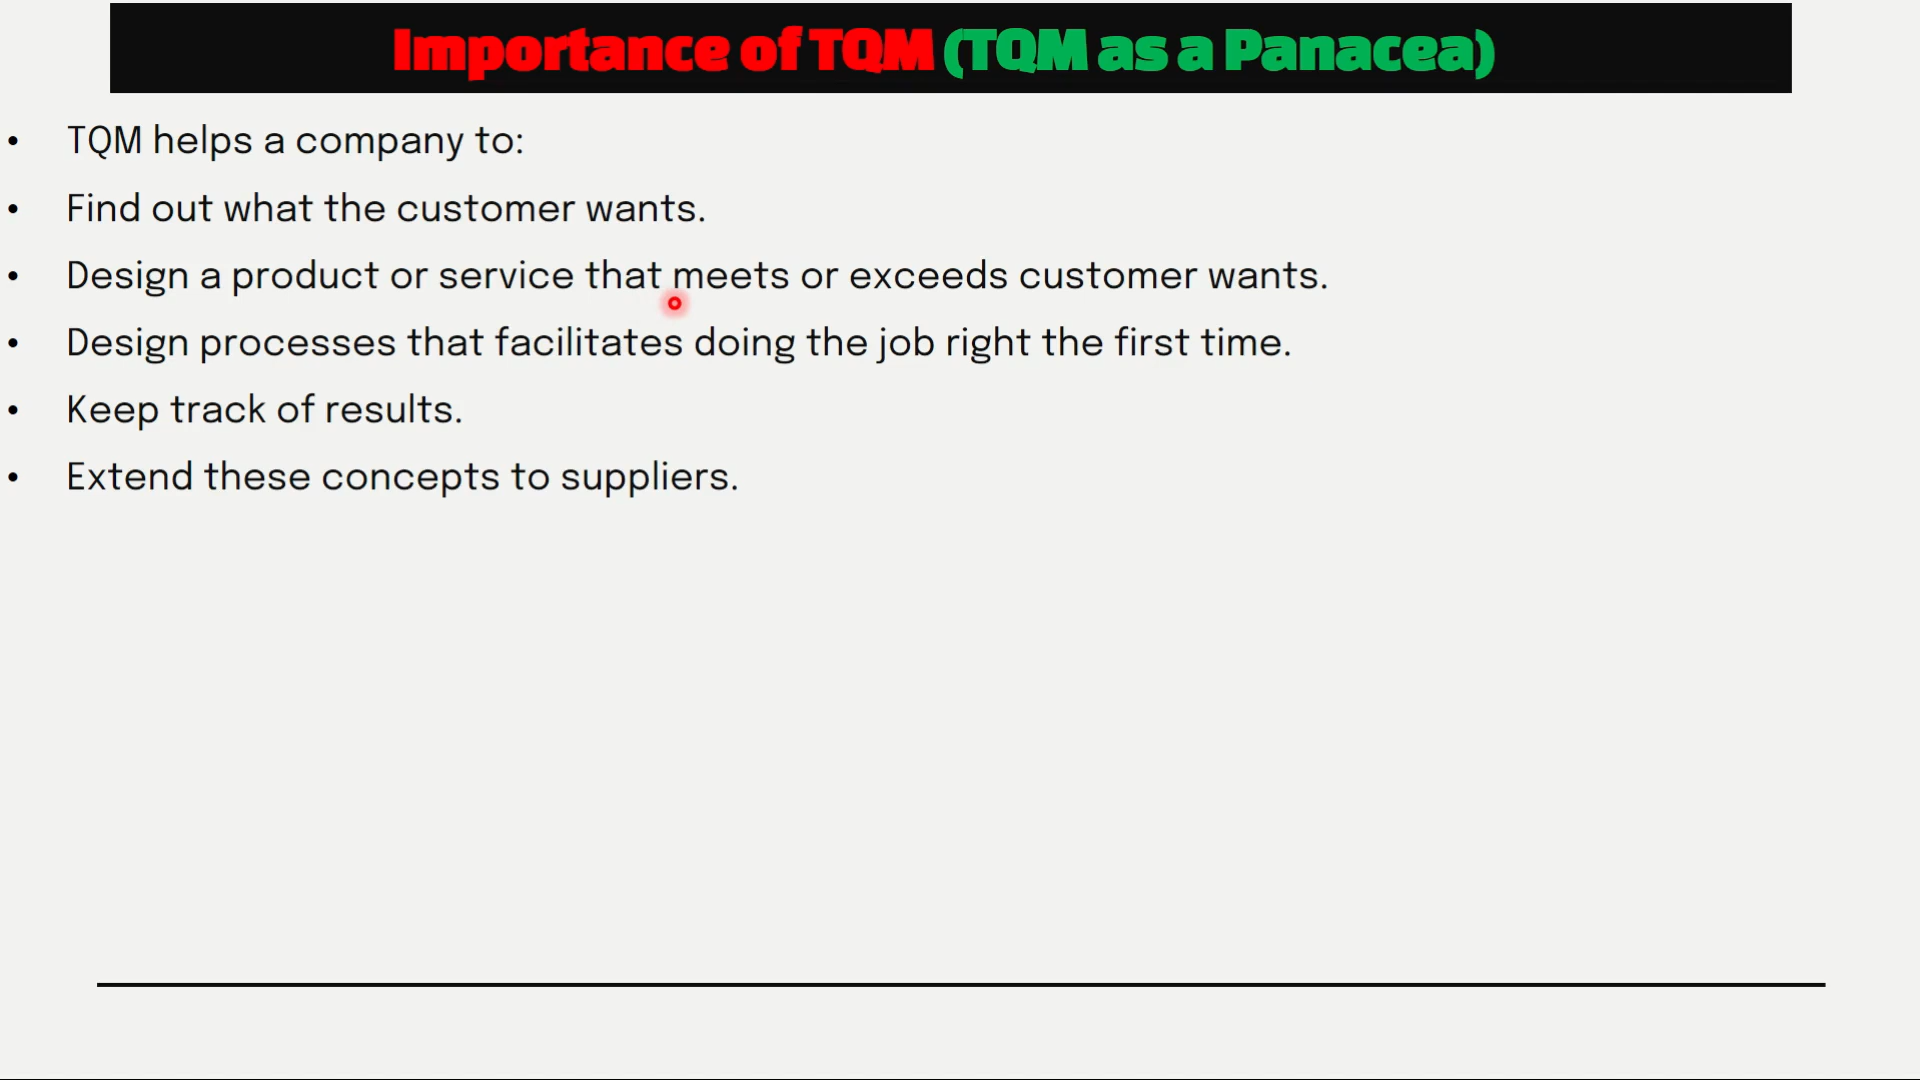 Importance of TQM (TQM as a Panacea)
• TQM helps a company to:
• Find out what the customer wants.
• Design a product or service that meets or exceeds customer wants.
• Design processes that facilitates doing the job right the first time.
• Keep track of results.
• Extend these concepts to suppliers.